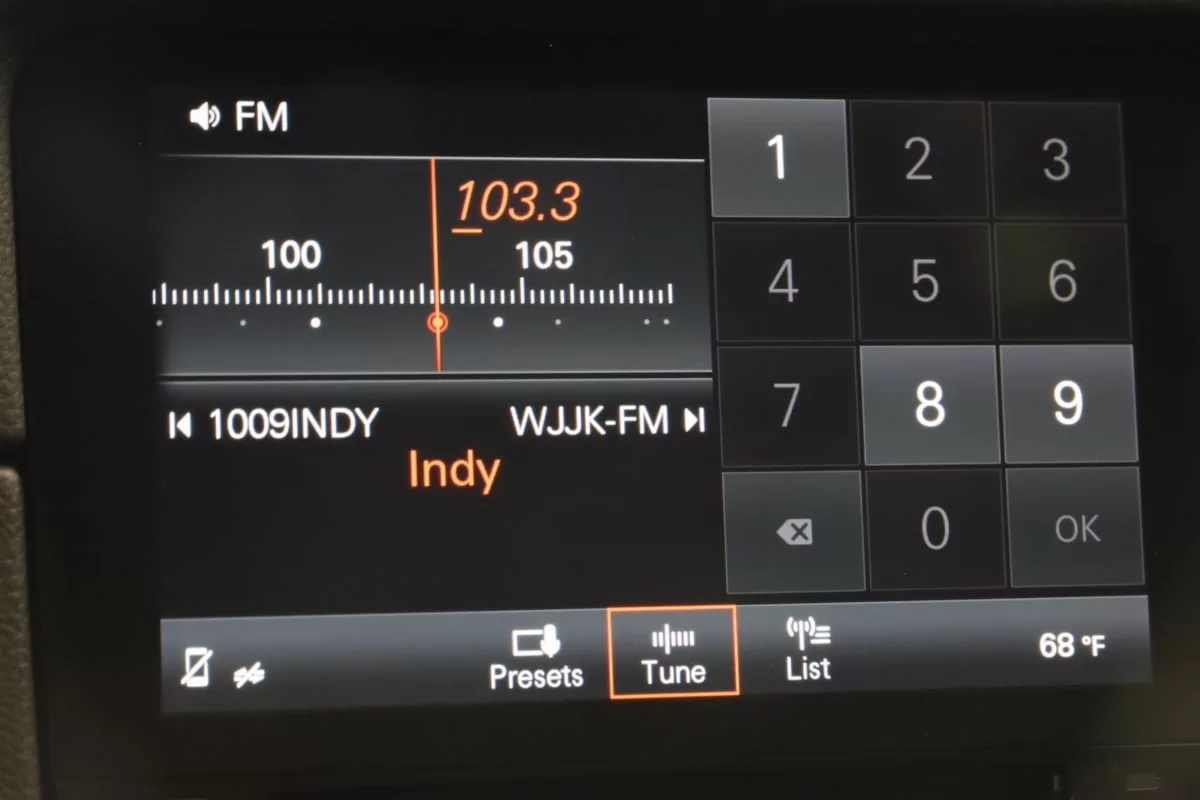 FM
103.3
100 105
1009INDY WJJK-FM
Indy
1 2 3
4 5 6
7 8 9
0 OK
Presets Tune List 68 °F